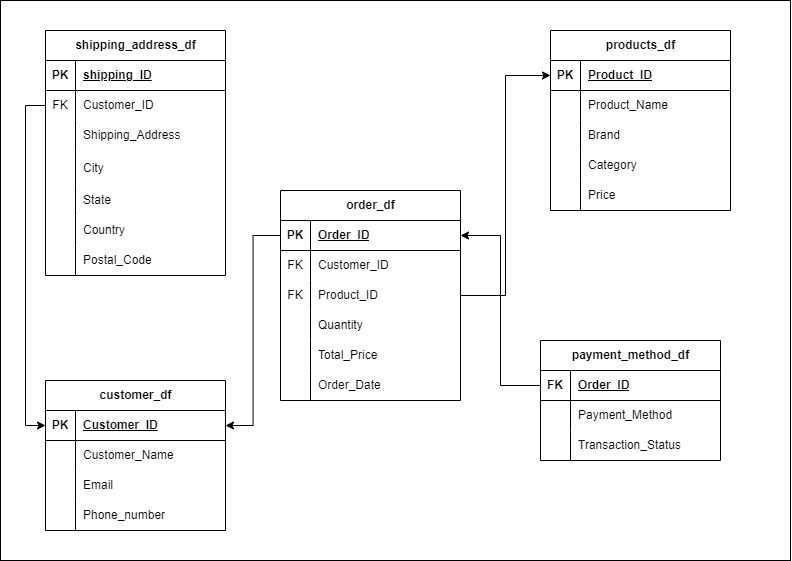 shipping_address_df
PK shipping_ID
FK Customer_ID
Shipping_Address
City
State
Country
Postal_Code
products_df
PK Product_ID
Product_Name
Brand
Category
Price
order_df
PK Order_ID
FK Customer_ID
FK Product_ID
Quantity
Total_Price
Order_Date
customer_df
PK Customer_ID
Customer_Name
Email
Phone_number
payment_method_df
FK Order_ID
Payment_Method
Transaction_Status